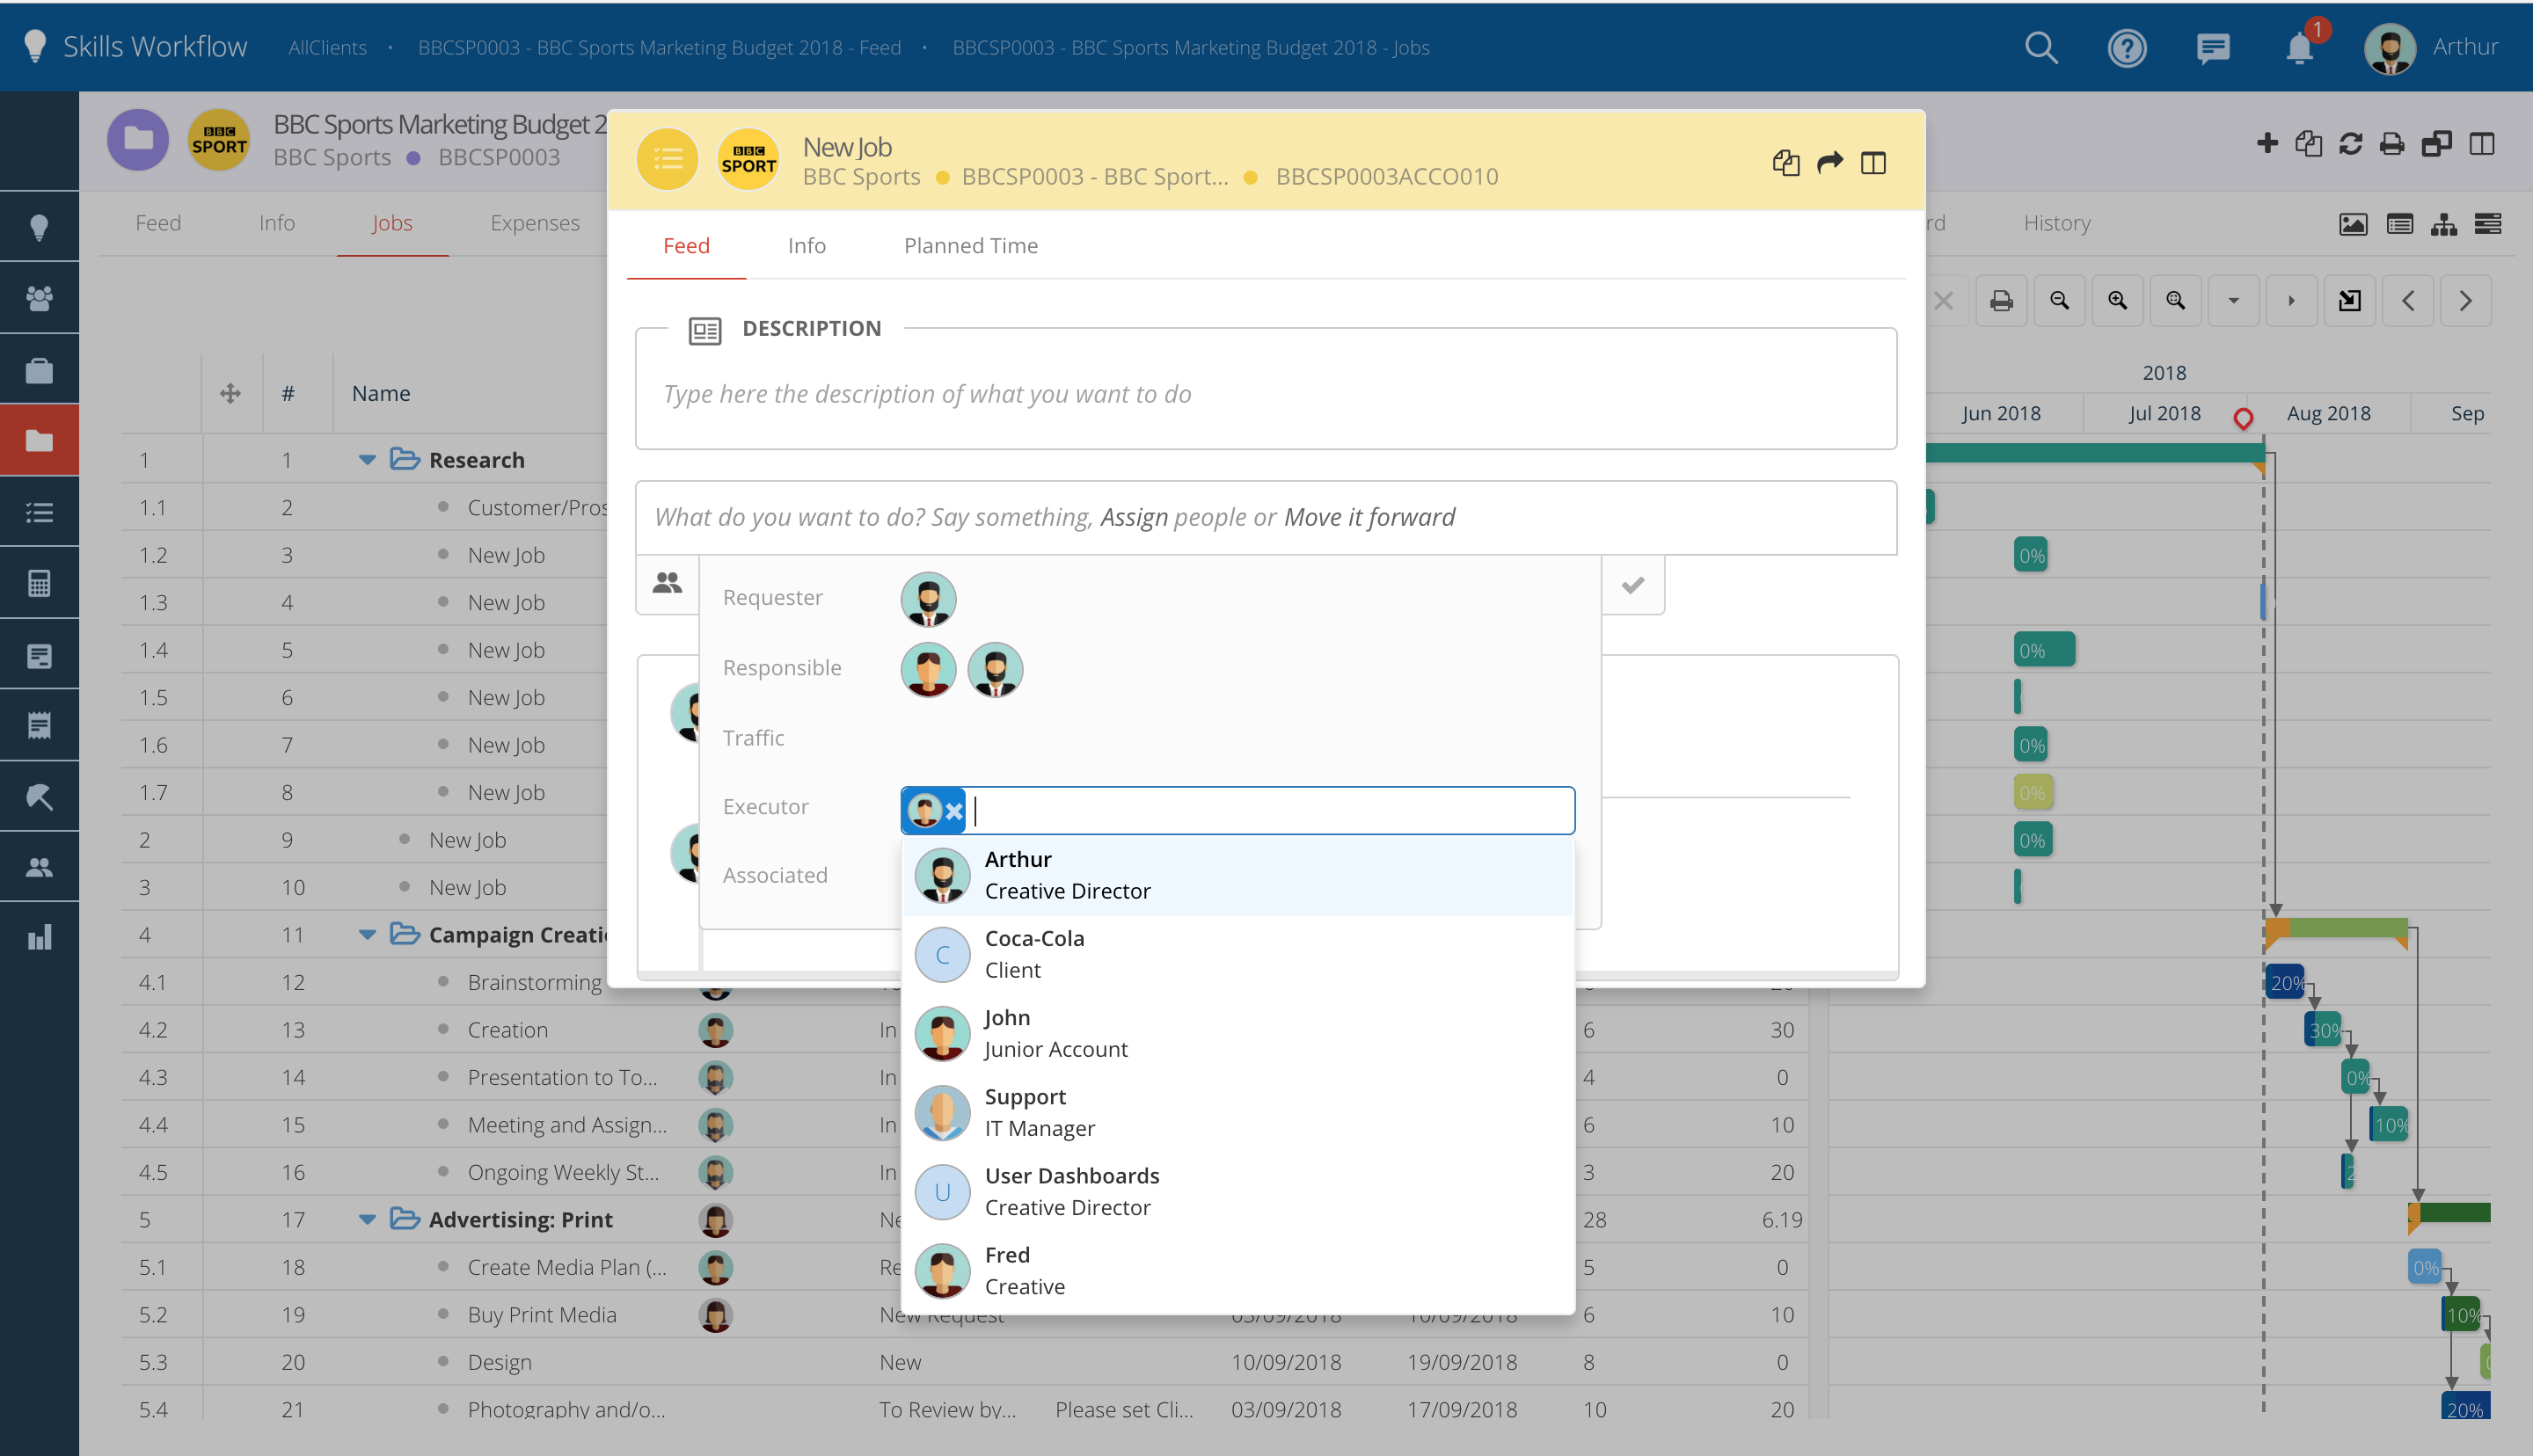 Skills Workflow AllClients • BBCSP0003 - BBC Sports Marketing Budget 2018 - Feed • BBCSP0003 - BBC Sports Marketing Budget 2018 - Jobs 1 Arthur
BBC SPORT BBC Sports Marketing Budget 2
BBC Sports BBCSP0003
Feed Info Jobs Expenses History
BBC SPORT New Job
BBC Sports BBCSP0003 - BBC Sport... BBCSP0003ACCO010
Feed Info Planned Time
DESCRIPTION
Type here the description of what you want to do
What do you want to do? Say something, Assign people or Move it forward
Requester
Responsible
Traffic
Executor
Associated
Arthur
Creative Director
C Coca-Cola
Client
John
Junior Account
Support
IT Manager
U User Dashboards
Creative Director
Fred
Creative
# Name
2018
Jun 2018 Jul 2018 Aug 2018 Sep
1 1 Research
1.1 2 Customer/Pros
1.2 3 New Job 0%
1.3 4 New Job
1.4 5 New Job 0%
1.5 6 New Job
1.6 7 New Job 0%
1.7 8 New Job 0%
2 9 New Job 0%
3 10 New Job
4 11 Campaign Creati
4.1 12 Brainstorming 20%
4.2 13 Creation In 6 30 30%
4.3 14 Presentation to To... In 4 0 0%
4.4 15 Meeting and Assign... In 6 10 10%
4.5 16 Ongoing Weekly St... In 3 20 2
5 17 Advertising: Print Ne 28 6.19
5.1 18 Create Media Plan (... Re 5 0 0%
5.2 19 Buy Print Media New Request 03/09/2018 10/09/2018 6 10 10%
5.3 20 Design New 10/09/2018 19/09/2018 8 0
5.4 21 Photography and/o... To Review by... Please set Cli... 03/09/2018 17/09/2018 10 20 20%